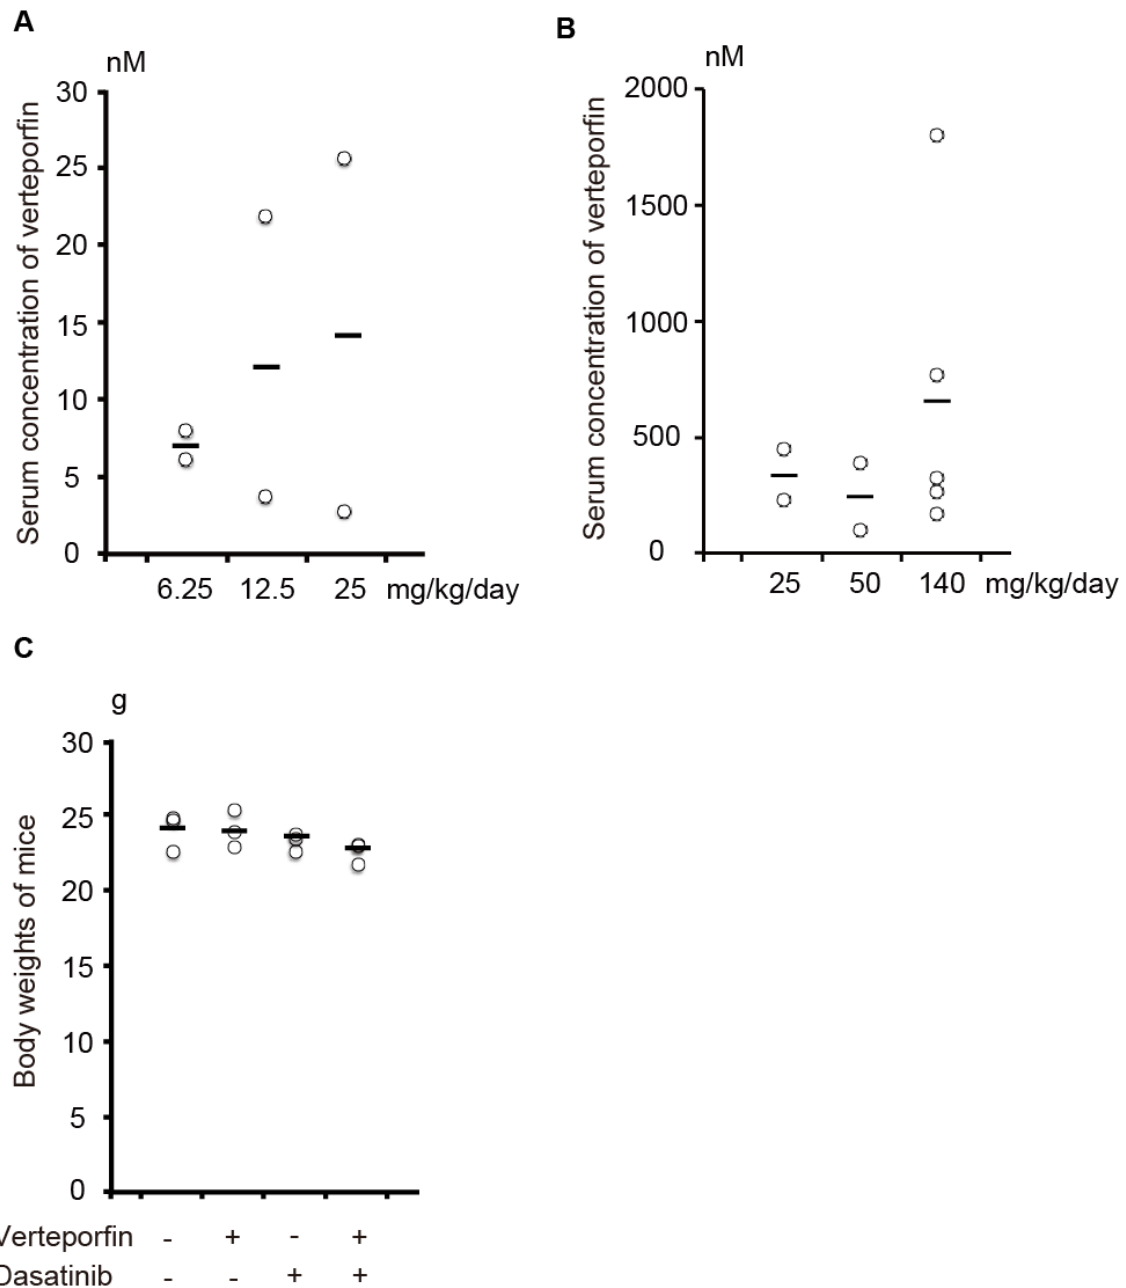 A
nM
Serum concentration of verteporfin
30
25
20
15
10
5
0
6.25 12.5 25 mg/kg/day
B
nM
Serum concentration of verteporfin
2000
1500
1000
500
0
25 50 140 mg/kg/day
C
g
Body weights of mice
30
25
20
15
10
5
0
Verteporfin - + - +
Dasatinib - - + +